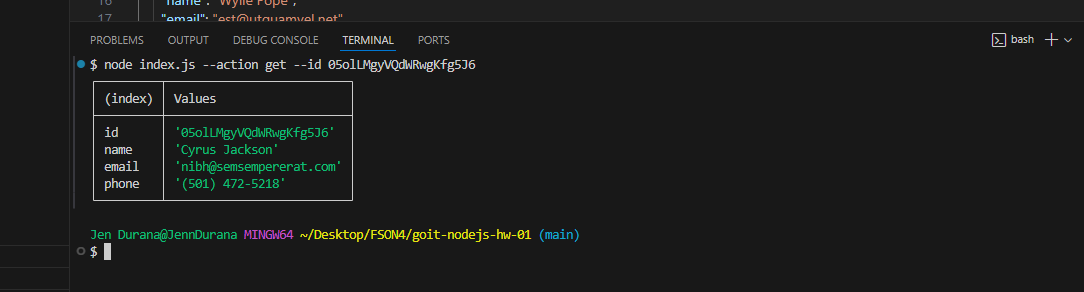 16 "name": "Wylie Pope",
17 "email": "est@utquamvel.net"
PROBLEMS OUTPUT DEBUG CONSOLE TERMINAL PORTS bash
$ node index.js --action get --id 05olLMgyVQdWRwgKfg5J6
(index) Values
id '05olLMgyVQdWRwgKfg5J6'
name 'Cyrus Jackson'
email 'nibh@semsempererat.com'
phone '(501) 472-5218'
Jen Durana@JennDurana MINGW64 ~/Desktop/FSON4/goit-nodejs-hw-01 (main)
$